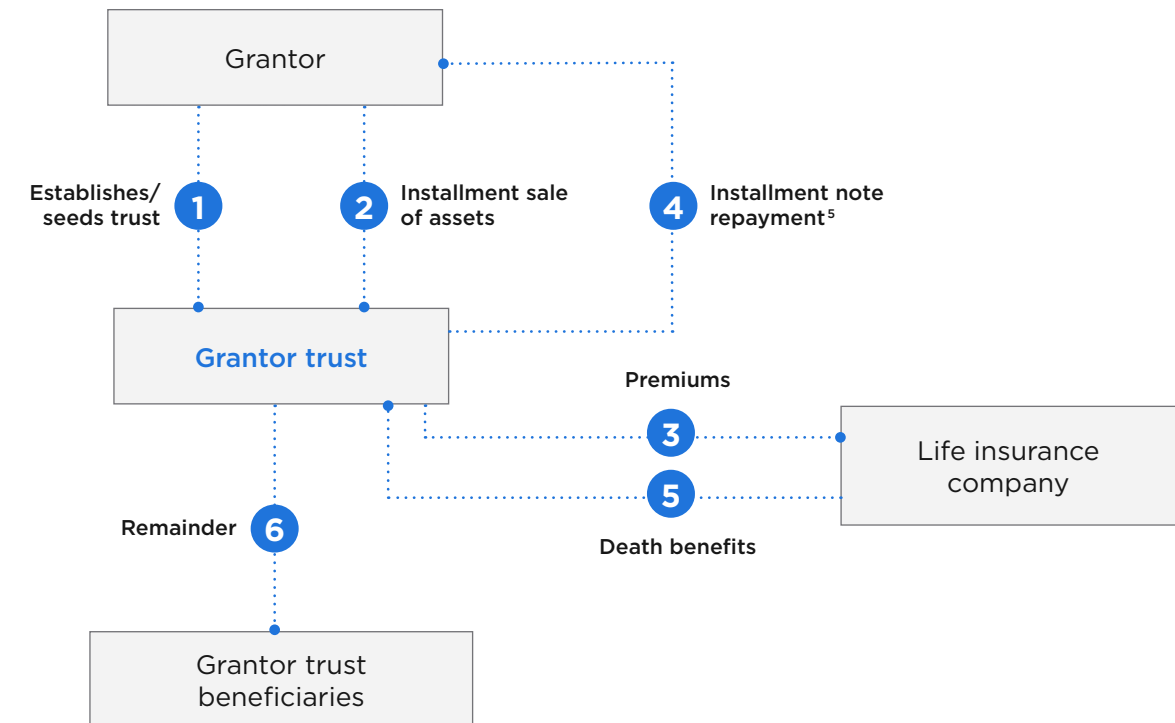 Grantor
Establishes/
seeds trust
1
2
Installment sale
of assets
4
Installment note
repayment⁵
Grantor trust
Premiums
3
Life insurance
company
5
Death benefits
Remainder
6
Grantor trust
beneficiaries